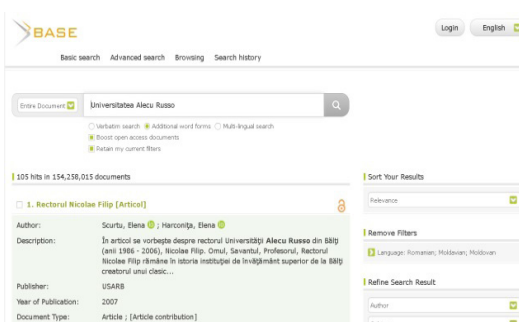 BASE
Login
English
Basic search Advanced search Browsing Search history
Entire Document
Universitatea Alecu Russo
Verbatim search Additional word forms Multi-lingual search
Boost open access documents
Retain my current filters
105 hits in 154,258,015 documents
1. Rectorul Nicolae Filip [Articol]
Author: Scurtu, Elena ; Harconiţa, Elena
Description: În articol se vorbeşte despre rectorul Universităţii Alecu Russo din Bălţi
(anii 1986 - 2006), Nicolae Filip. Omul, Savantul, Profesorul, Rectorul
Nicolae Filip rămâne în istoria instituţiei de învăţământ superior de la Bălţi
creatorul unui clasic...
Publisher: USARB
Year of Publication: 2007
Document Type: Article ; [Article contribution]
Sort Your Results
Relevance
Remove Filters
Language: Romanian; Moldavian; Moldovan
Refine Search Result
Author